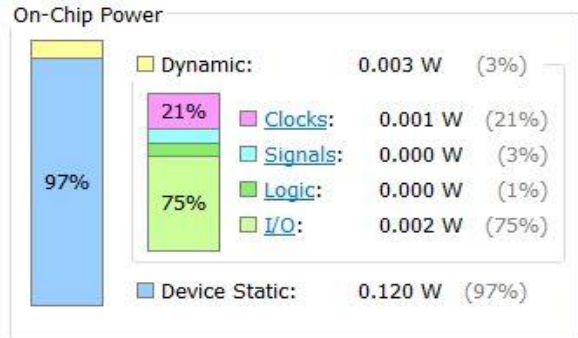 On-Chip Power
Dynamic: 0.003 W (3%)
21% Clocks: 0.001 W (21%)
Signals: 0.000 W (3%)
97% 75% Logic: 0.000 W (1%)
I/O: 0.002 W (75%)
Device Static: 0.120 W (97%)